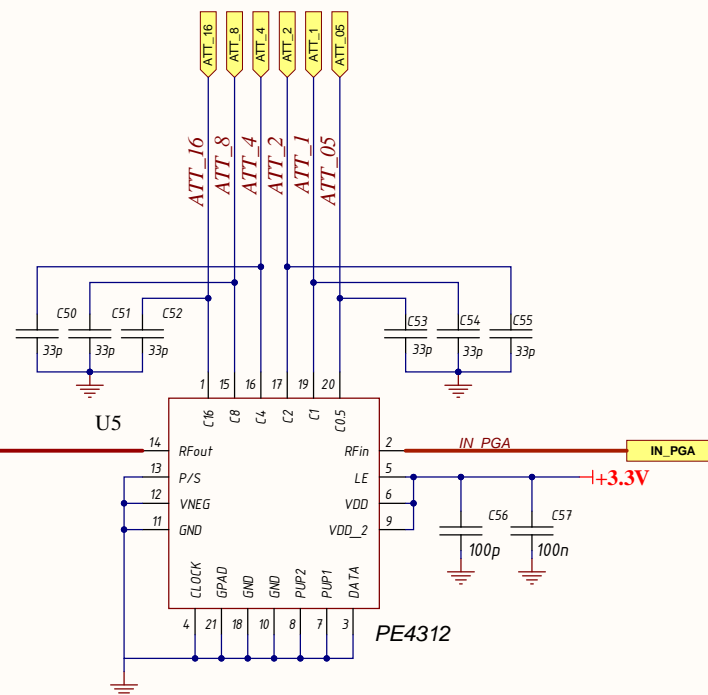 ATT_16 ATT_8 ATT_4 ATT_2 ATT_1 ATT_05
ATT_16 ATT_8 ATT_4 ATT_2 ATT_1 ATT_05
C50 C51 C52 C53 C54 C55
33p 33p 33p 33p 33p 33p
1 15 16 17 19 20
U5
C16 C8 C4 C2 C1 C0.5
14 RFout RFin 2 IN_PGA IN_PGA
13 P/S LE 5 +3.3V
12 VNEG VDD 6
11 GND VDD_2 9
C56 C57
100p 100n
CLOCK GPAD GND GND PUP2 PUP1 DATA
4 21 18 10 8 7 3
PE4312